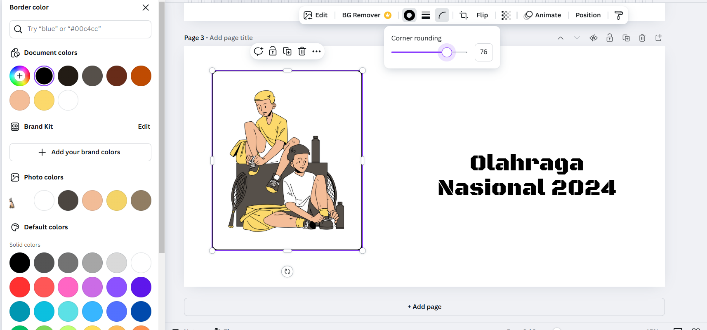 Border color
Edit
BG Remover
Flip
Animate
Position
Try "blue" or "#00c4cc"
Corner rounding
76
Page 3 - Add page title
Document colors
Brand Kit
Edit
Add your brand colors
Photo colors
Default colors
Solid colors
Olahraga
Nasional 2024
+ Add page